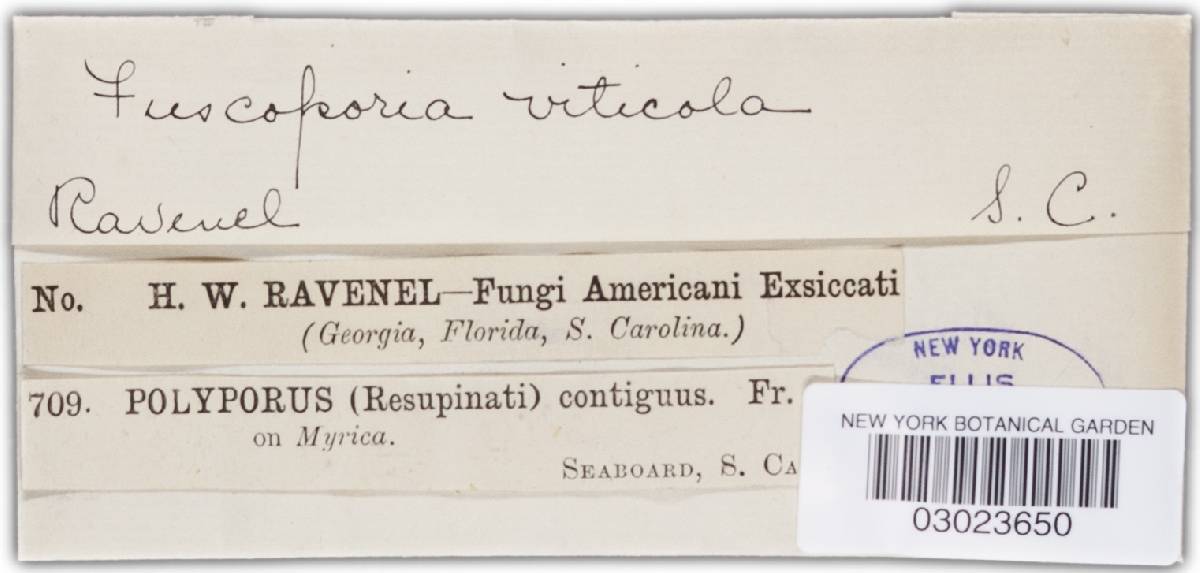 Fuscoporia viticola
Ravenel S. C.
No. H. W. RAVENEL—Fungi Americani Exsiccati
(Georgia, Florida, S. Carolina.)
NEW YORK
ELLIS
709. POLYPORUS (Resupinati) contiguus. Fr.
on Myrica.
SEABOARD, S. CA
NEW YORK BOTANICAL GARDEN
03023650